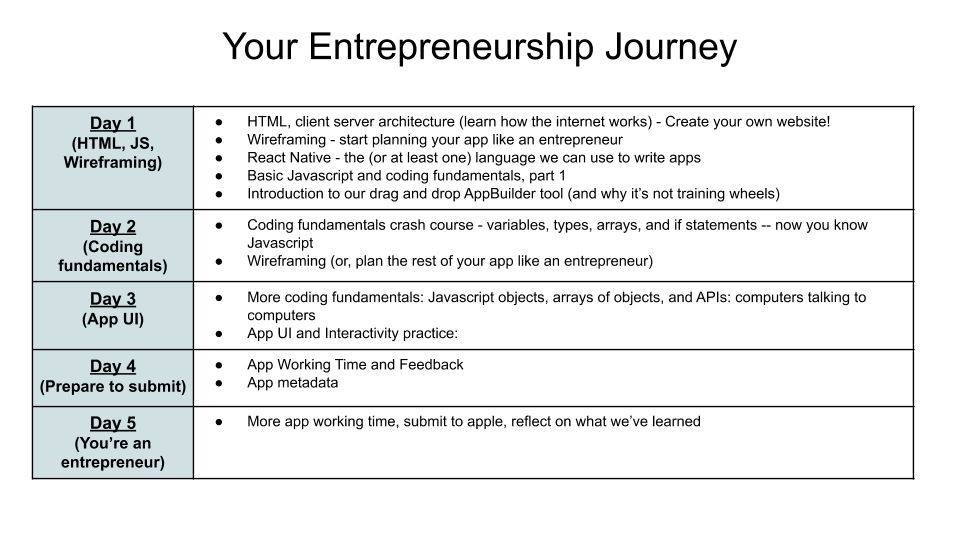 Your Entrepreneurship Journey
Day 1
(HTML, JS,
Wireframing)
● HTML, client server architecture (learn how the internet works) - Create your own website!
● Wireframing - start planning your app like an entrepreneur
● React Native - the (or at least one) language we can use to write apps
● Basic Javascript and coding fundamentals, part 1
● Introduction to our drag and drop AppBuilder tool (and why it's not training wheels)
Day 2
(Coding
fundamentals)
● Coding fundamentals crash course - variables, types, arrays, and if statements -- now you know
Javascript
● Wireframing (or, plan the rest of your app like an entrepreneur)
Day 3
(App UI)
● More coding fundamentals: Javascript objects, arrays of objects, and APIs: computers talking to
computers
● App UI and Interactivity practice:
Day 4
(Prepare to submit)
● App Working Time and Feedback
● App metadata
Day 5
(You're an
entrepreneur)
● More app working time, submit to apple, reflect on what we've learned